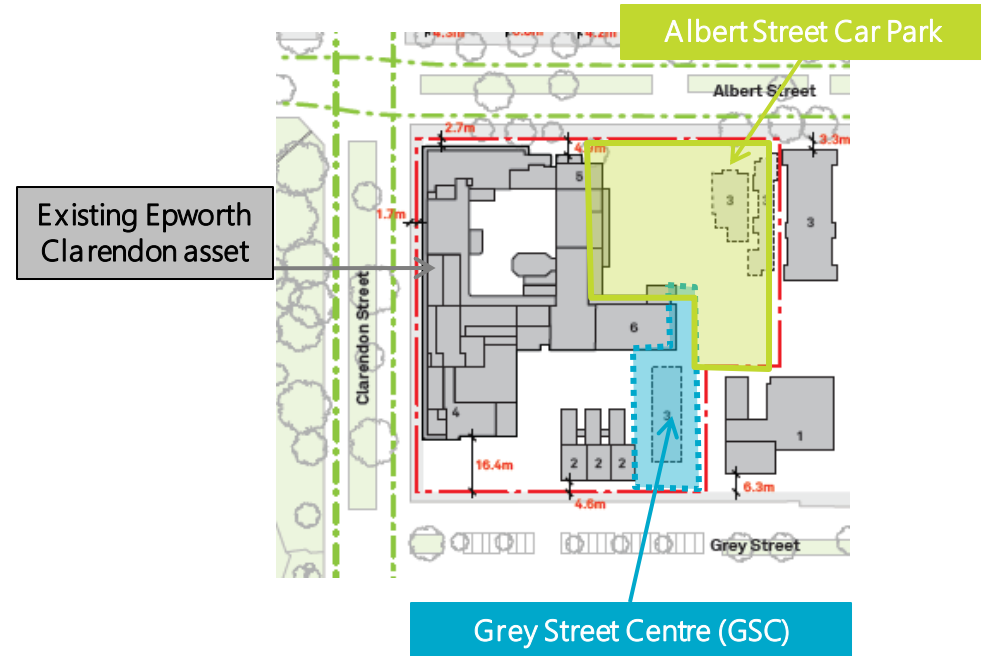 Albert Street Car Park
Albert Street
2.7m
3.3m
5
3
3
Existing Epworth
Clarendon asset
1.7m
Clarendon Street
6
3
4
1
2
2
2
16.4m
4.6m
6.3m
Grey Street
Grey Street Centre (GSC)